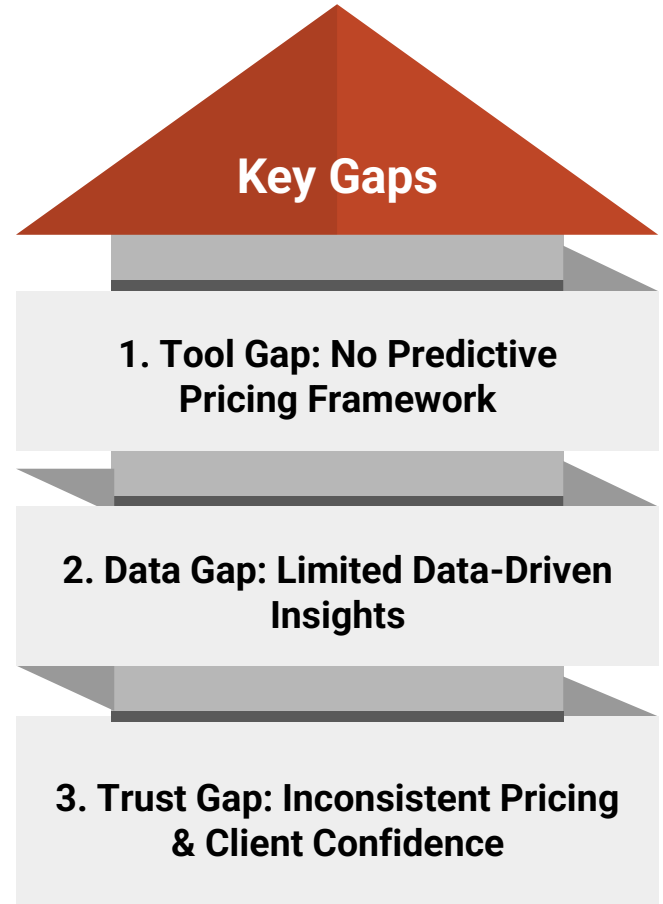 Key Gaps
1. Tool Gap: No Predictive
Pricing Framework
2. Data Gap: Limited Data-Driven
Insights
3. Trust Gap: Inconsistent Pricing
& Client Confidence